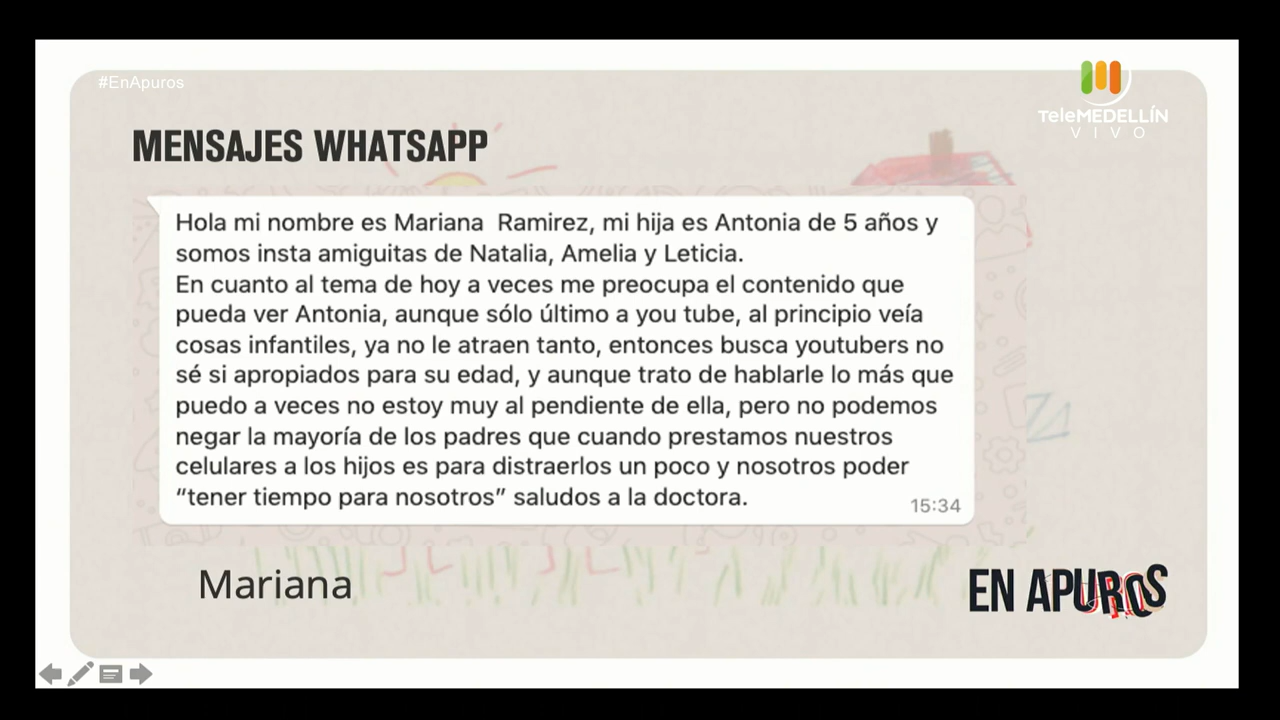 #EnApuros
TeleMEDELLÍN
VIVO
MENSAJES WHATSAPP
Hola mi nombre es Mariana  Ramirez, mi hija es Antonia de 5 años y
somos insta amiguitas de Natalia, Amelia y Leticia.
En cuanto al tema de hoy a veces me preocupa el contenido que
pueda ver Antonia, aunque sólo último a you tube, al principio veía
cosas infantiles, ya no le atraen tanto, entonces busca youtubers no
sé si apropiados para su edad, y aunque trato de hablarle lo más que
puedo a veces no estoy muy al pendiente de ella, pero no podemos
negar la mayoría de los padres que cuando prestamos nuestros
celulares a los hijos es para distraerlos un poco y nosotros poder
“tener tiempo para nosotros” saludos a la doctora.
15:34
Mariana
EN APUROS